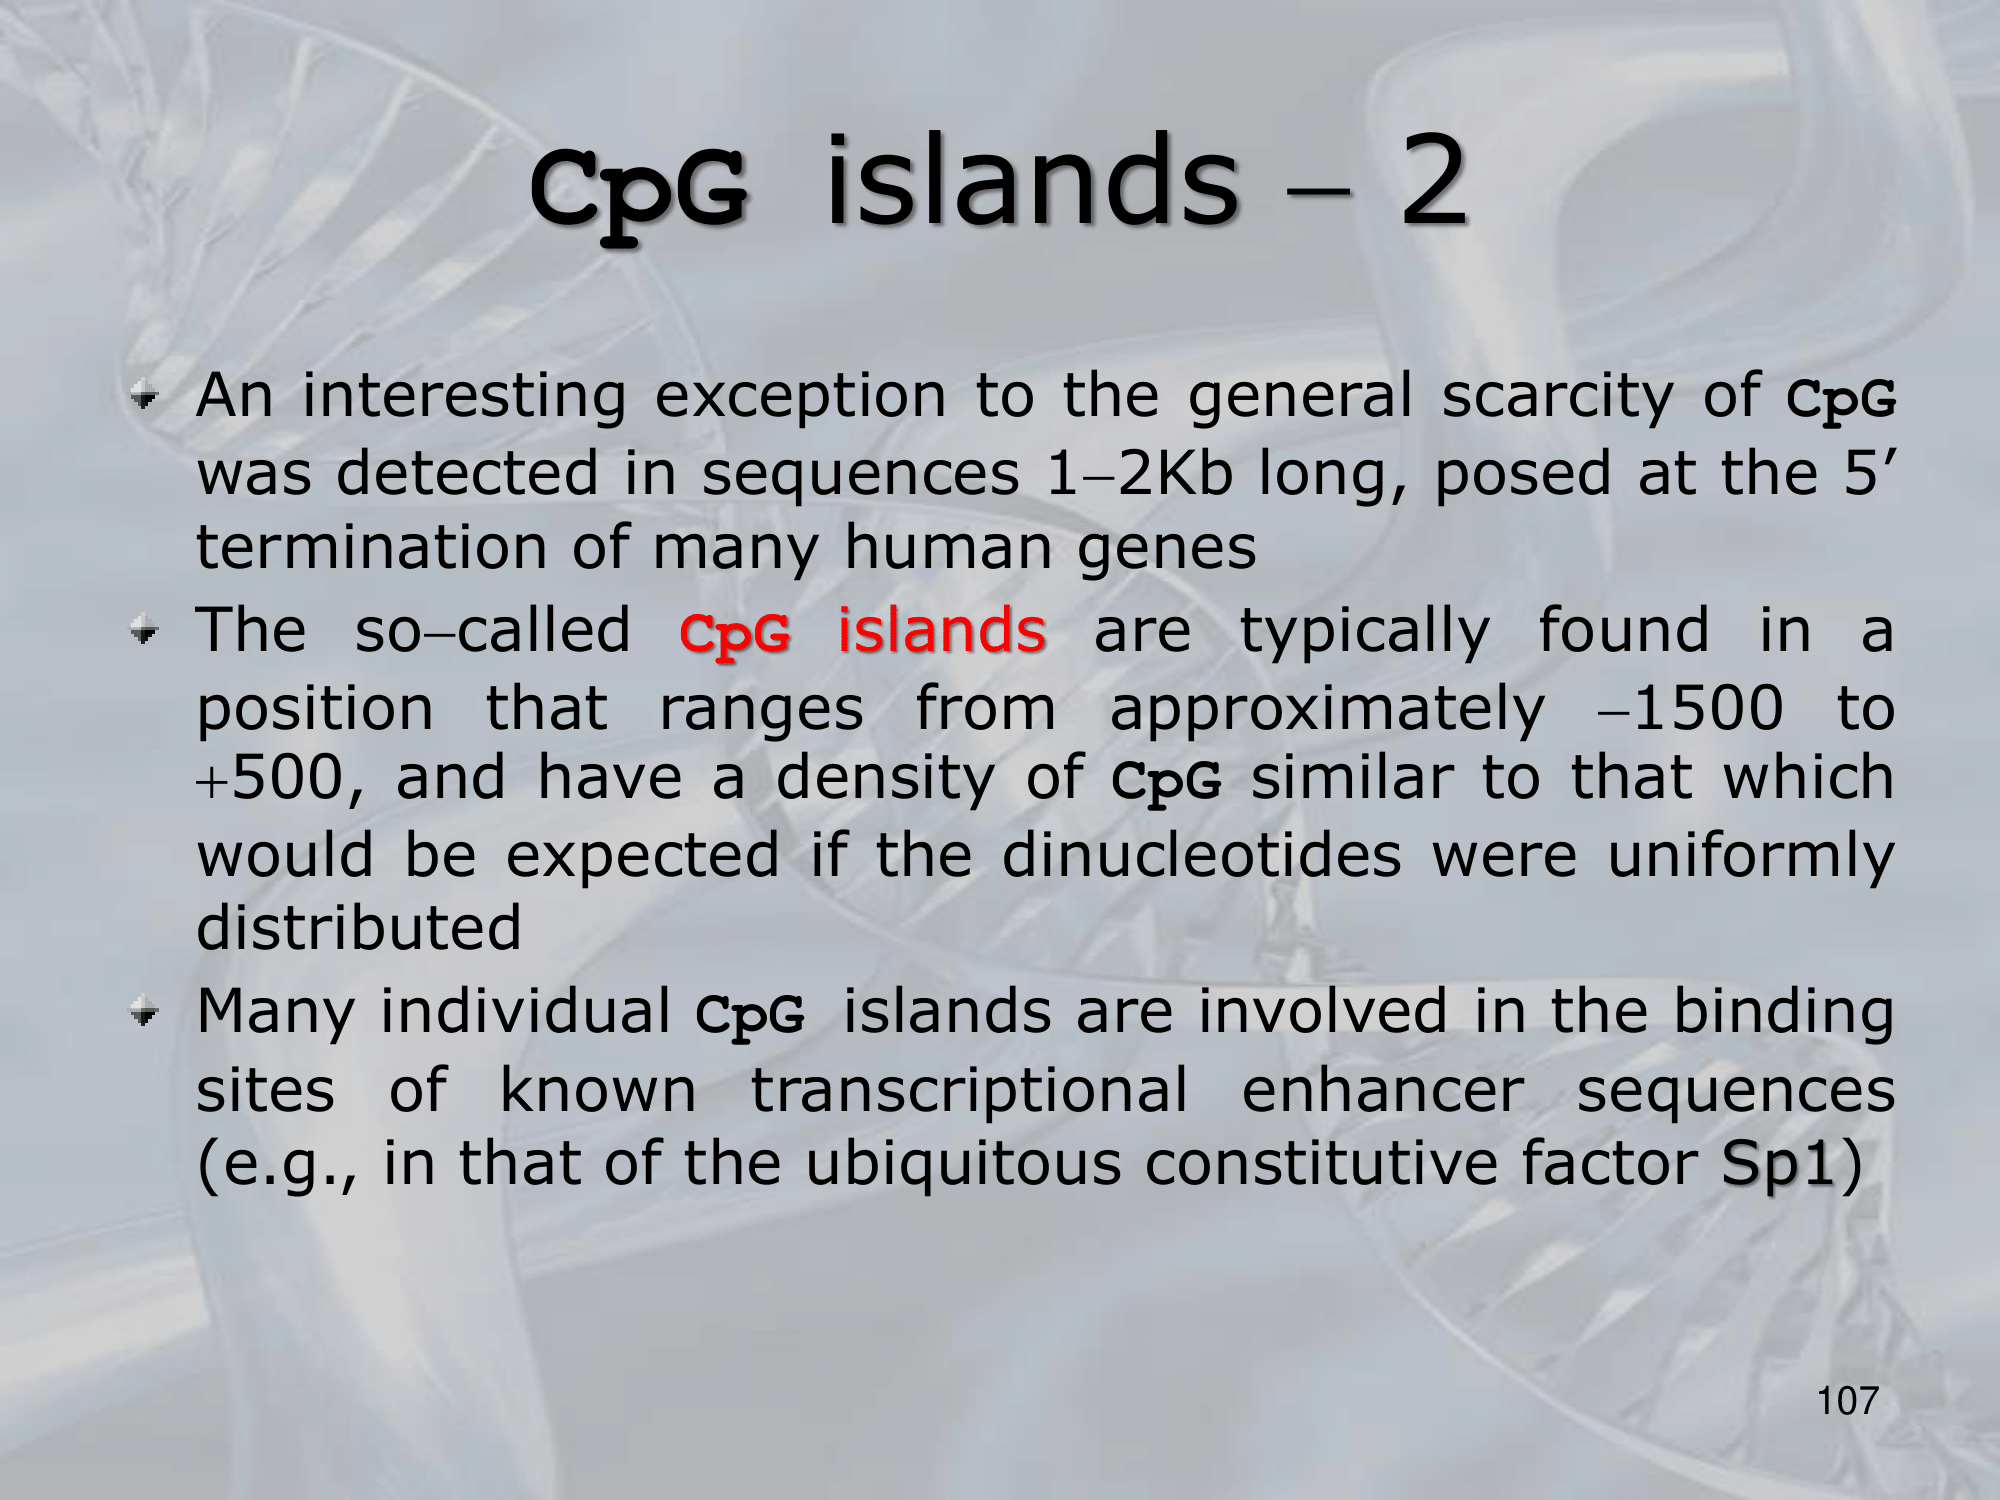 CpG islands – 2
An interesting exception to the general scarcity of CpG
was detected in sequences 1–2Kb long, posed at the 5’
termination of many human genes
The so–called CpG islands are typically found in a
position that ranges from approximately –1500 to
+500, and have a density of CpG similar to that which
would be expected if the dinucleotides were uniformly
distributed
Many individual CpG islands are involved in the binding
sites of known transcriptional enhancer sequences
(e.g., in that of the ubiquitous constitutive factor Sp1)
107